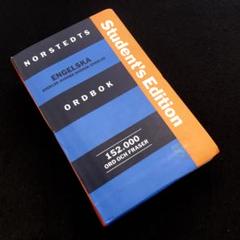 NORSTEDTS
ENGELSKA
ORDBOK
152.000
ORD OCH FRASER
Student's Edition